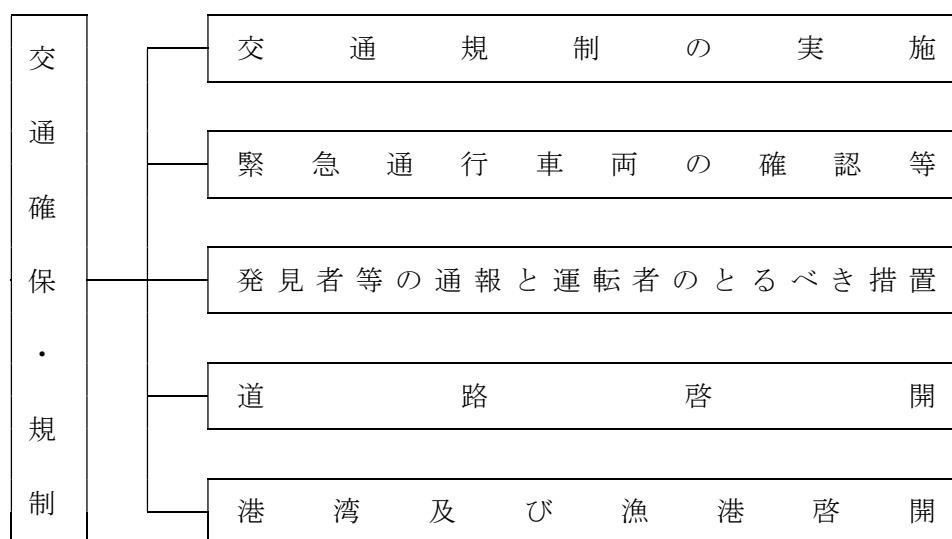 交通確保・規制
交通規制の実施
緊急通行車両の確認等
発見者等の通報と運転者のとるべき措置
道路啓開
港湾及び漁港啓開